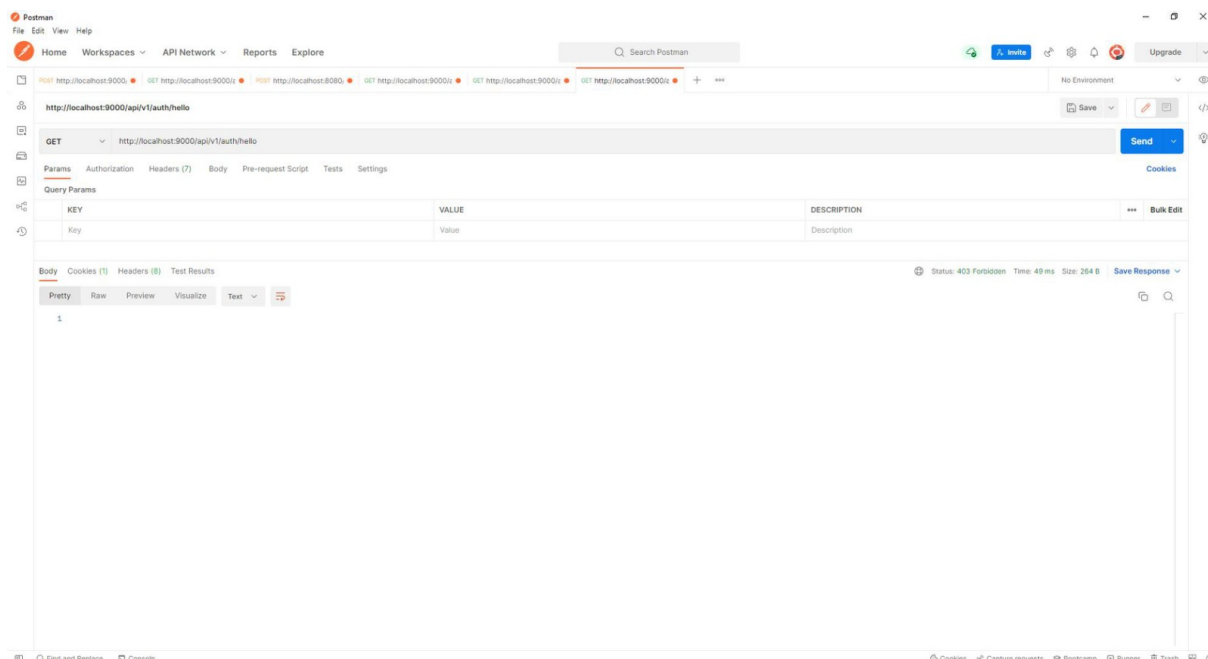 Postman
File Edit View Help
Home Workspaces API Network Reports Explore Search Postman Invite Upgrade
POST http://localhost:9000/ GET http://localhost:9000/a POST http://localhost:8080/ GET http://localhost:9000/a GET http://localhost:9000/a GET http://localhost:9000/a No Environment
http://localhost:9000/api/v1/auth/hello Save
GET http://localhost:9000/api/v1/auth/hello Send
Params Authorization Headers (7) Body Pre-request Script Tests Settings Cookies
Query Params
KEY VALUE DESCRIPTION Bulk Edit
Key Value Description
Body Cookies (1) Headers (8) Test Results Status: 403 Forbidden Time: 49 ms Size: 264 B Save Response
Pretty Raw Preview Visualize Text
1
Find and Replace Console Cookies Capture requests Bootcamp Runner Trash